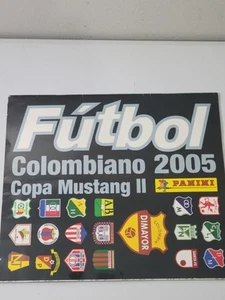 Fútbol
Colombiano 2005
Copa Mustang II
PANINI
DIMAYOR